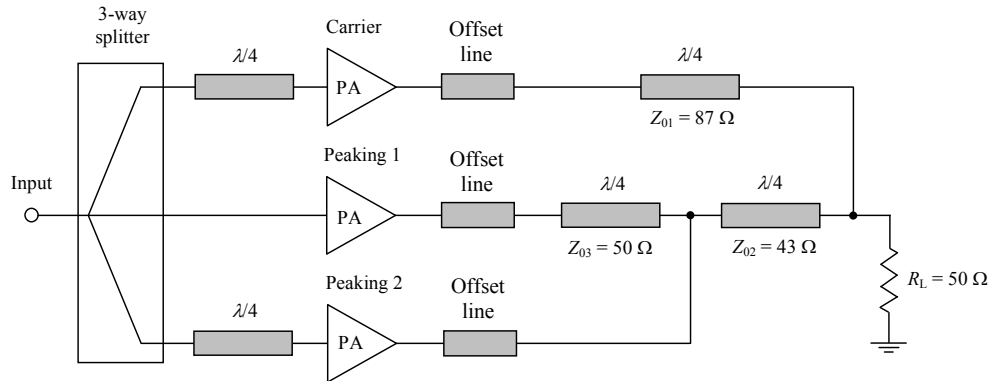 3-way
splitter
Carrier
Offset
line
λ/4
λ/4
PA
Z01 = 87 Ω
Peaking 1
Offset
line
λ/4
λ/4
Input
PA
Z03 = 50 Ω
Z02 = 43 Ω
RL = 50 Ω
Peaking 2
Offset
line
λ/4
PA